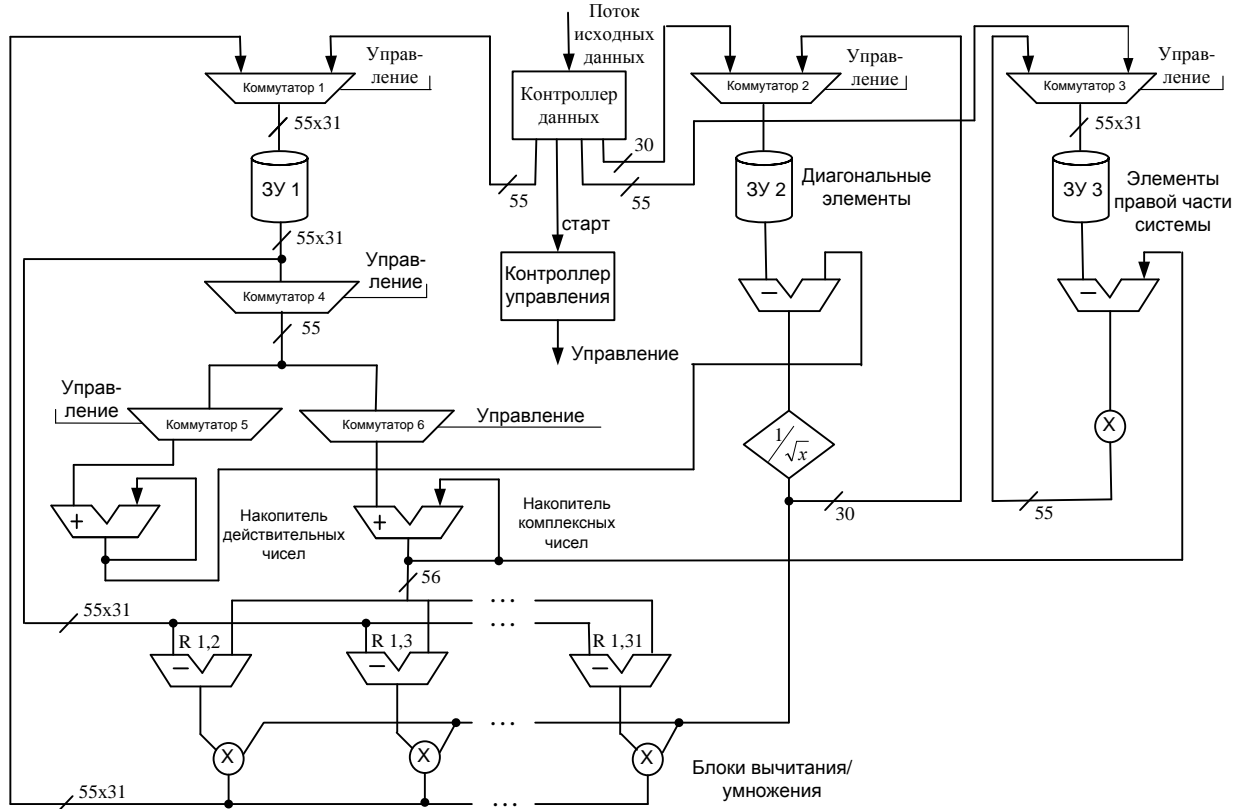 Поток
исходных
данных
Управ-
ление
Коммутатор 1
Контроллер
данных
Управ-
ление
Коммутатор 2
Управ-
ление
Коммутатор 3
55x31
30
55x31
ЗУ 1
55
55
ЗУ 2
Диагональные
элементы
ЗУ 3
Элементы
правой части
системы
55x31
старт
Управ-
ление
Коммутатор 4
Контроллер
управления
−
−
55
Управление
Управ-
ление
Коммутатор 5
Коммутатор 6
Управление
1/√x
X
+
Накопитель
действительных
чисел
+
Накопитель
комплексных
чисел
30
55
56
55x31
...
...
R 1,2
R 1,3
R 1,31
−
−
−
...
X
X
X
Блоки вычитания/
умножения
55x31
...